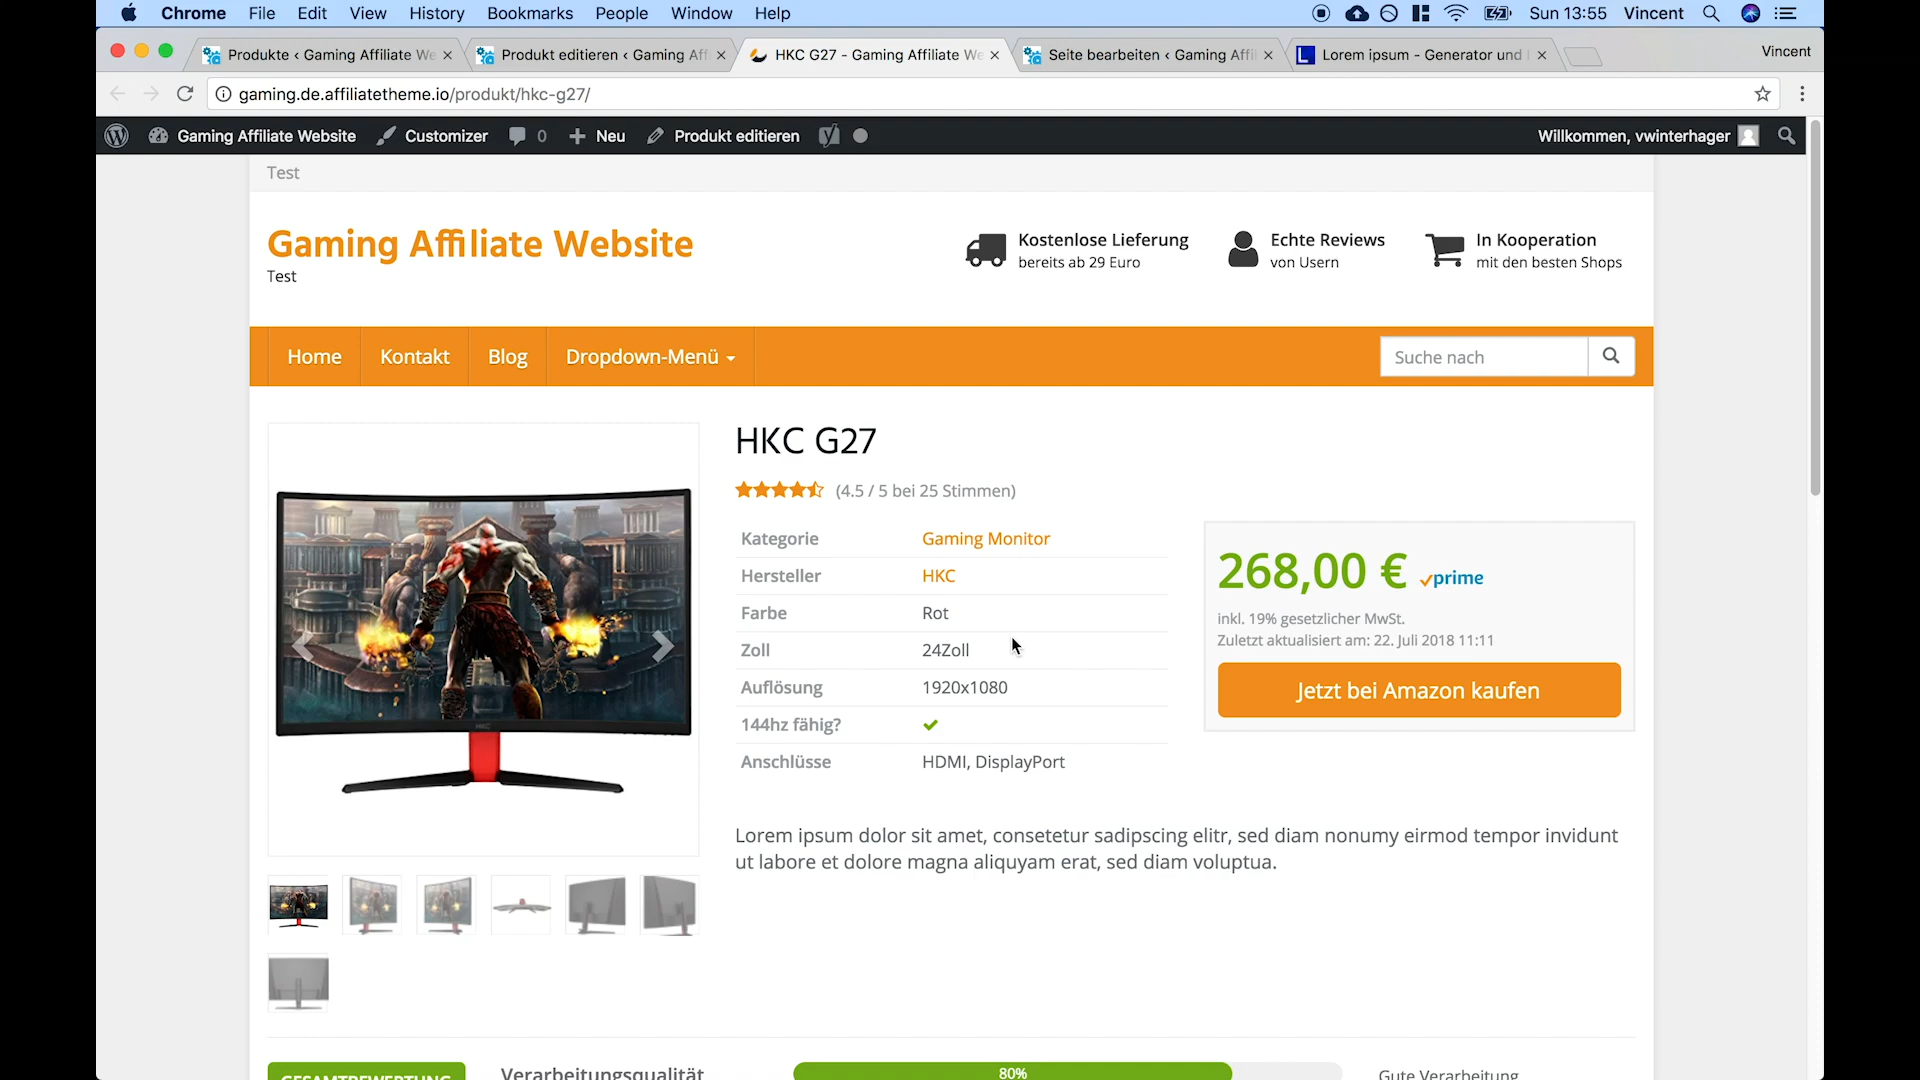 Chrome File Edit View History Bookmarks People Window Help Sun 13:55 Vincent
Produkte ‹ Gaming Affiliate We
Produkt editieren ‹ Gaming Aff
HKC G27 - Gaming Affiliate We
Seite bearbeiten ‹ Gaming Affi
Lorem ipsum - Generator und
Vincent
gaming.de.affiliatetheme.io/produkt/hkc-g27/
Gaming Affiliate Website Customizer 0 Neu Produkt editieren Willkommen, vwinterhager
Test
Gaming Affiliate Website
Test
Kostenlose Lieferung
bereits ab 29 Euro
Echte Reviews
von Usern
In Kooperation
mit den besten Shops
Home Kontakt Blog Dropdown-Menü Suche nach
HKC G27
(4.5 / 5 bei 25 Stimmen)
Kategorie Gaming Monitor
Hersteller HKC
Farbe Rot
Zoll 24Zoll
Auflösung 1920x1080
144hz fähig?
Anschlüsse HDMI, DisplayPort
268,00 € prime
inkl. 19% gesetzlicher MwSt.
Zuletzt aktualisiert am: 22. Juli 2018 11:11
Jetzt bei Amazon kaufen
Lorem ipsum dolor sit amet, consetetur sadipscing elitr, sed diam nonumy eirmod tempor invidunt
ut labore et dolore magna aliquyam erat, sed diam voluptua.
GESAMTBEWERTUNG Verarbeitungsqualität 80% Gute Verarbeitung